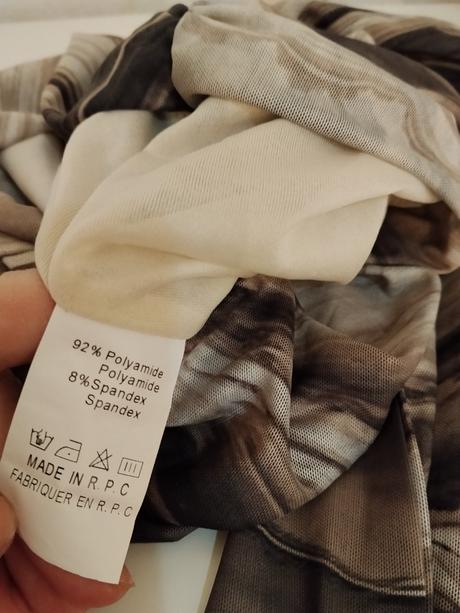 92% Polyamide
Polyamide
8%Spandex
Spandex
MADE IN R.P.C
FABRIQUER EN R.P.C